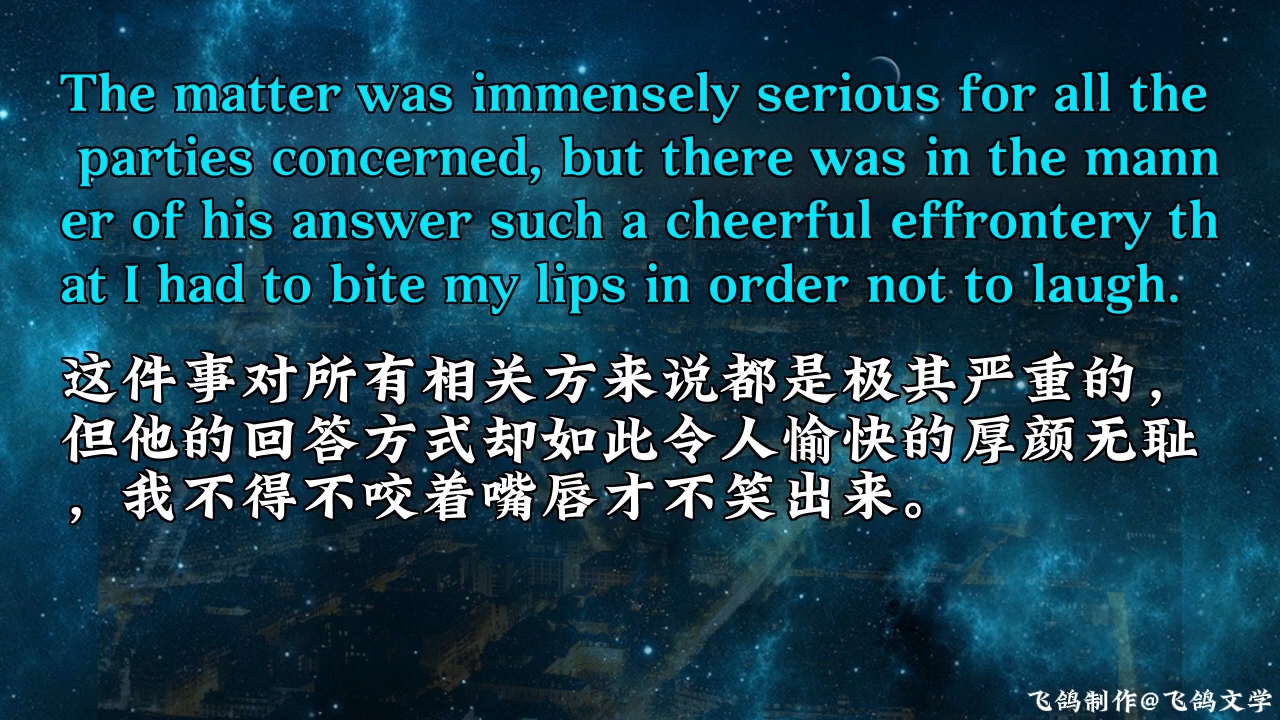 The matter was immensely serious for all the
parties concerned, but there was in the mann
er of his answer such a cheerful effrontery th
at I had to bite my lips in order not to laugh.
这件事对所有相关方来说都是极其严重的，
但他的回答方式却如此令人愉快的厚颜无耻
，我不得不咬着嘴唇才不笑出来。
飞鸽制作@飞鸽文学